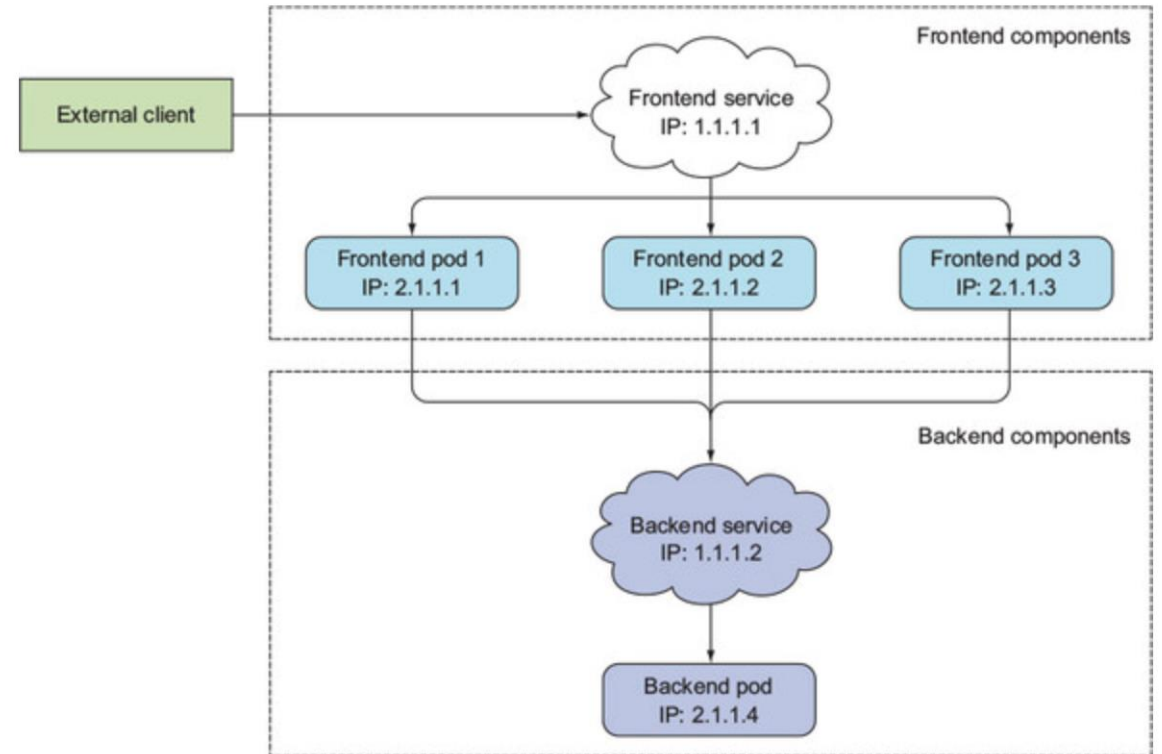 Frontend components
External client
Frontend service
IP: 1.1.1.1
Frontend pod 1
IP: 2.1.1.1
Frontend pod 2
IP: 2.1.1.2
Frontend pod 3
IP: 2.1.1.3
Backend components
Backend service
IP: 1.1.1.2
Backend pod
IP: 2.1.1.4